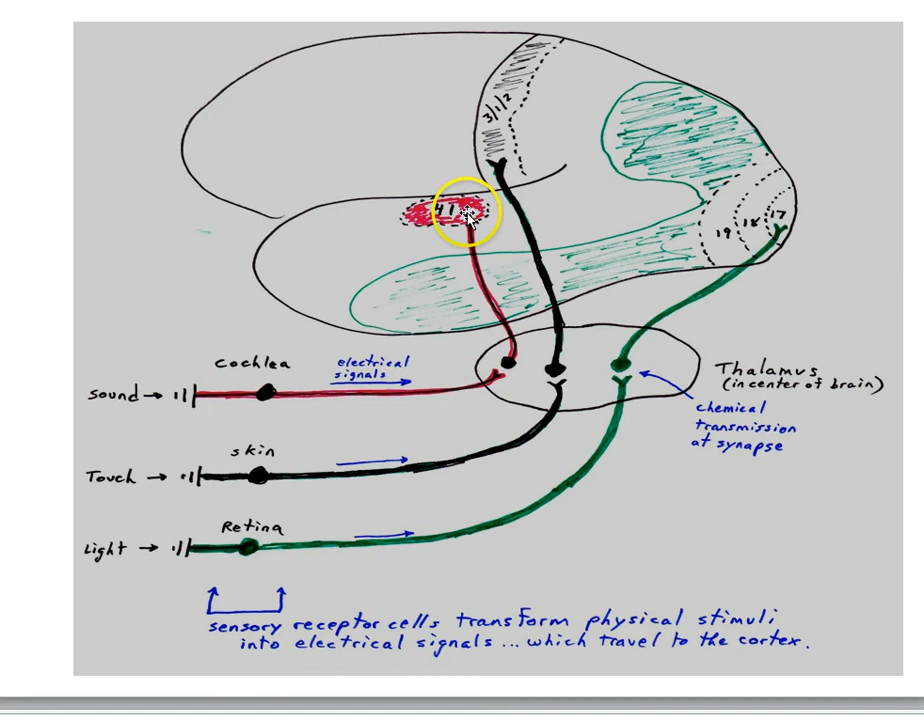 3/1/2
41
19 18 17
Cochlea
electrical
signals
Sound →
Thalamus
(in center of brain)
chemical
transmission
at synapse
skin
Touch →
Retina
Light →
sensory receptor cells transform physical stimuli
into electrical signals ... which travel to the cortex.